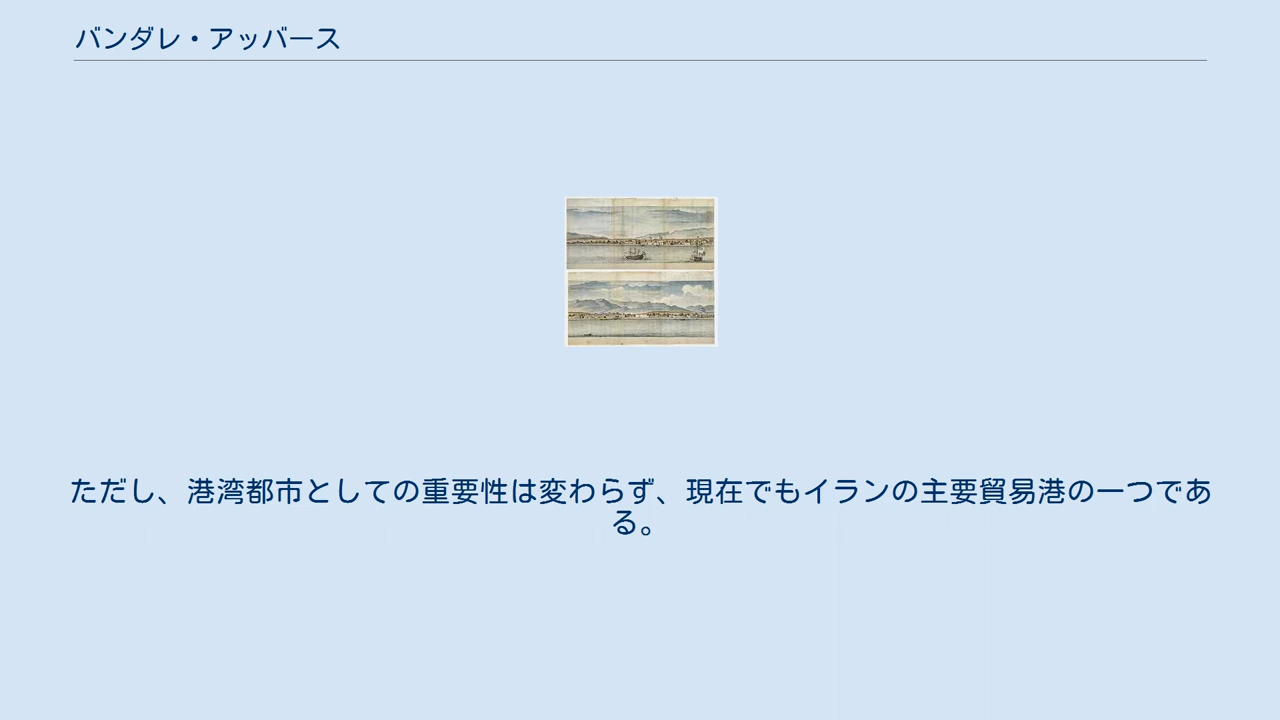 バンダレ・アッバース
ただし、港湾都市としての重要性は変わらず、現在でもイランの主要貿易港の一つであ
る。